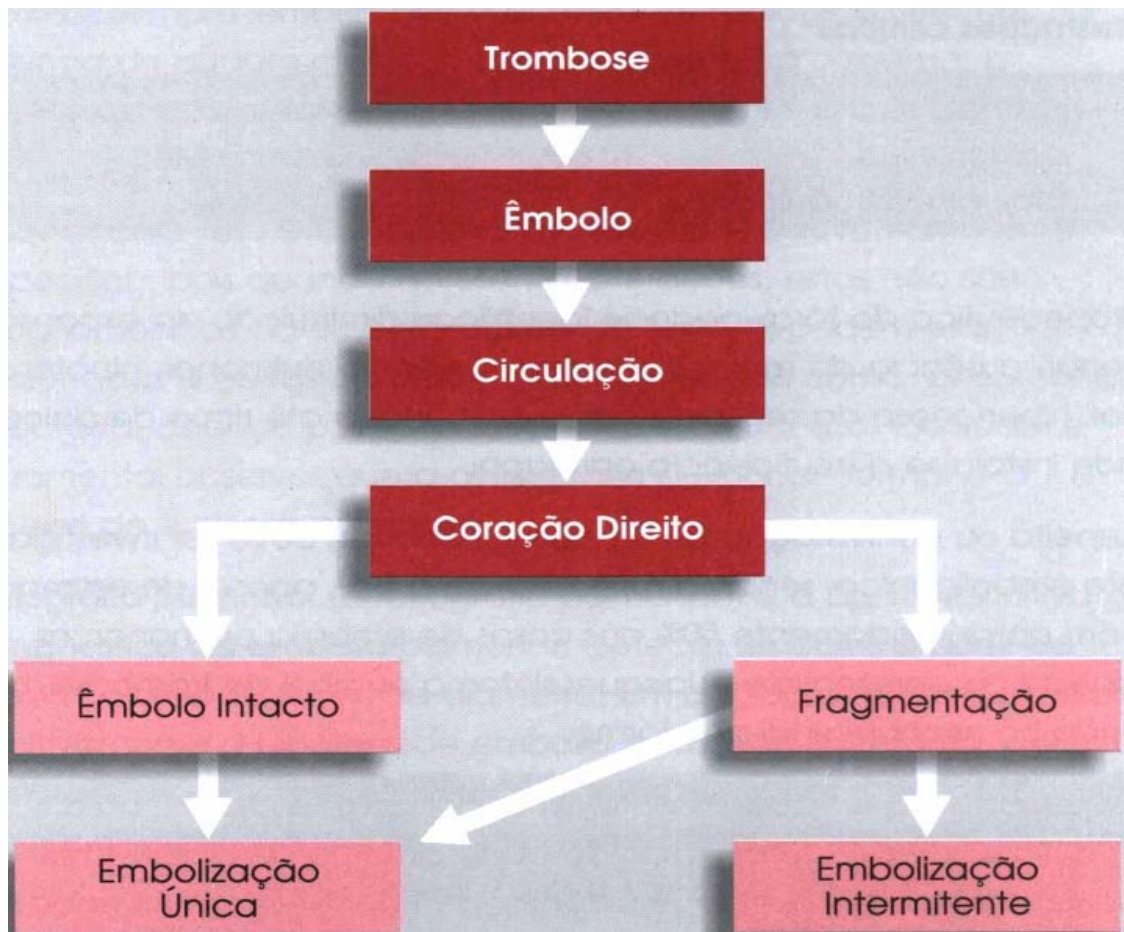 Trombose
Êmbolo
Circulação
Coração Direito
Êmbolo Intacto
Fragmentação
Embolização
Única
Embolização
Intermitente